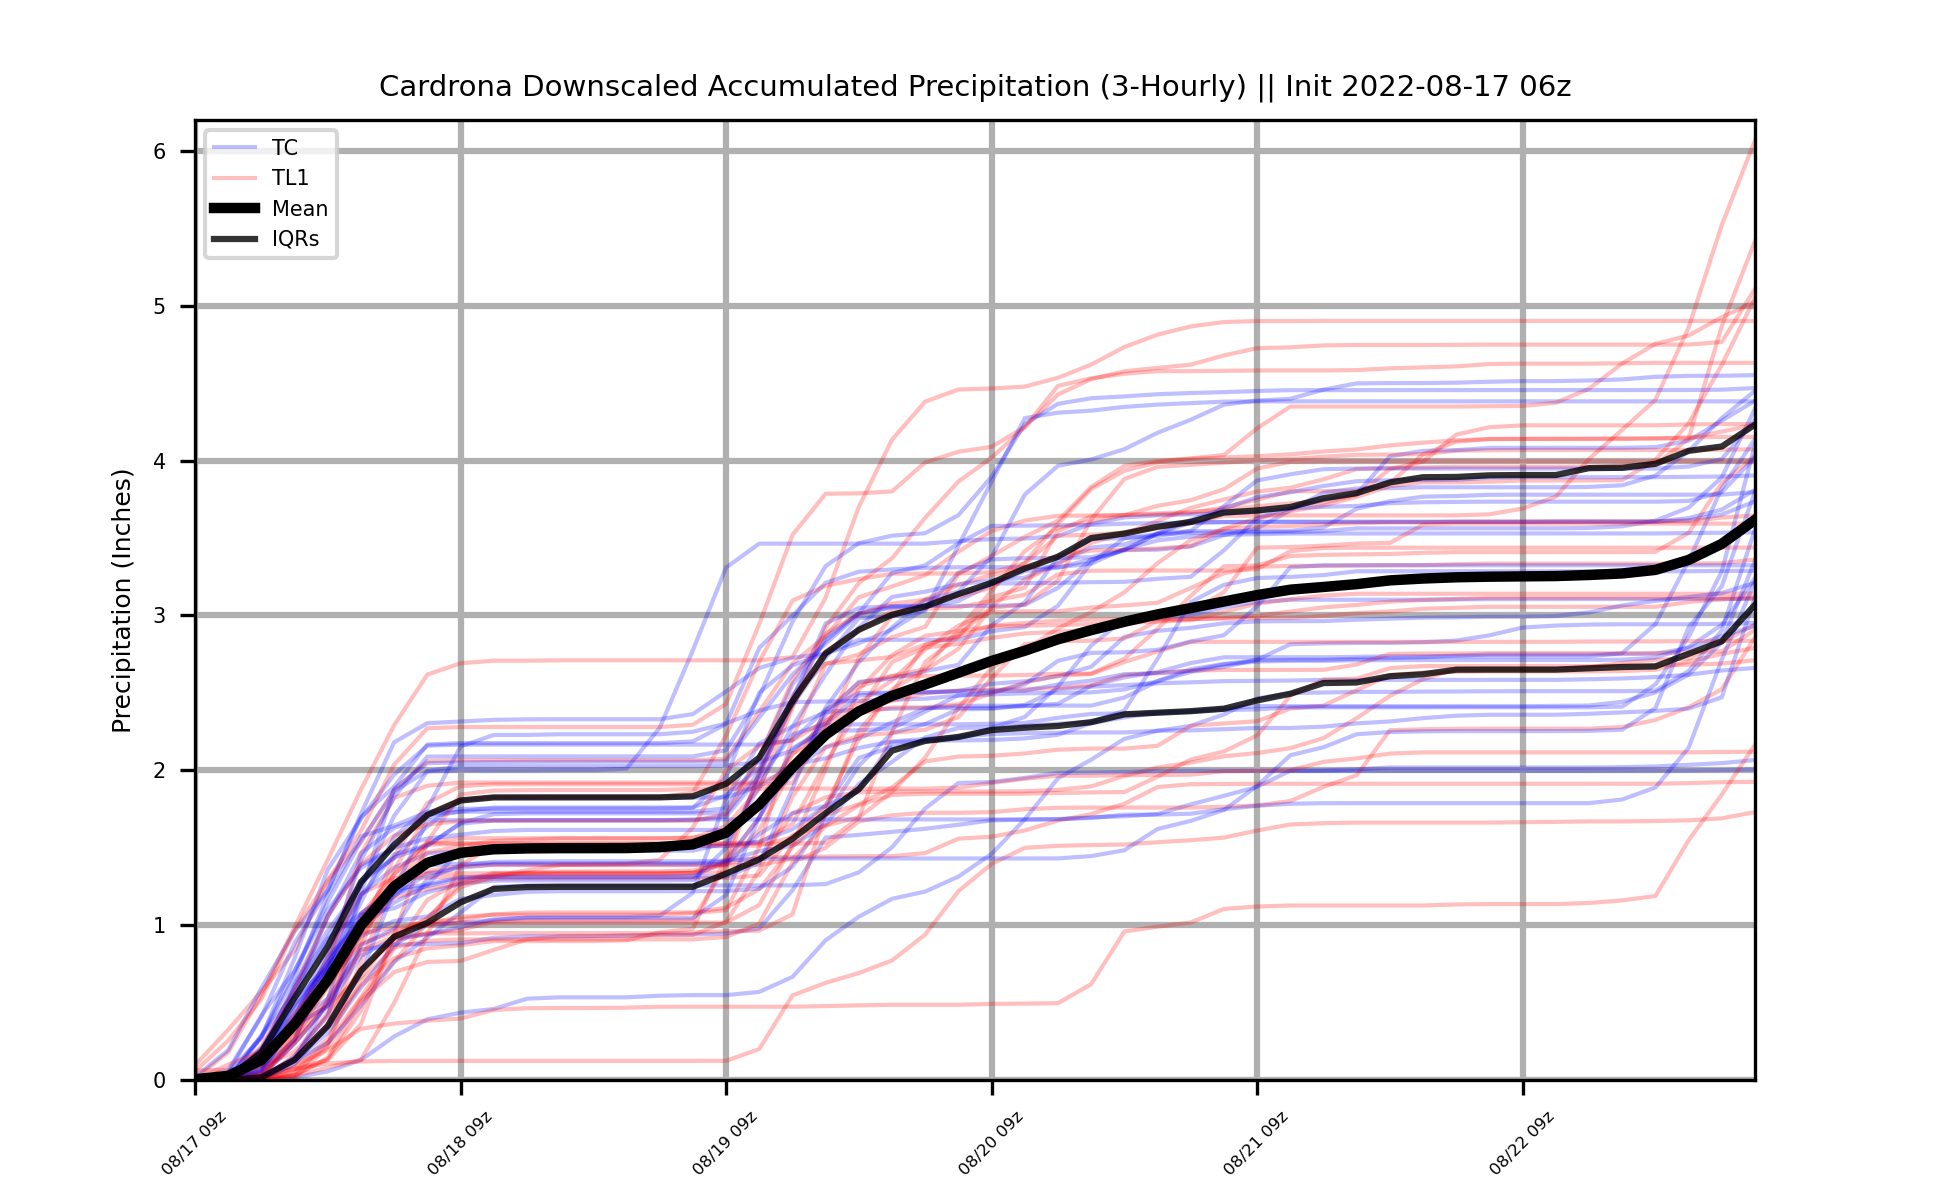 Cardrona Downscaled Accumulated Precipitation (3-Hourly) || Init 2022-08-17 06z
TC
TL1
Mean
IQRs
Precipitation (Inches)
6
5
4
3
2
1
0
08/17 09z
08/18 09z
08/19 09z
08/20 09z
08/21 09z
08/22 09z